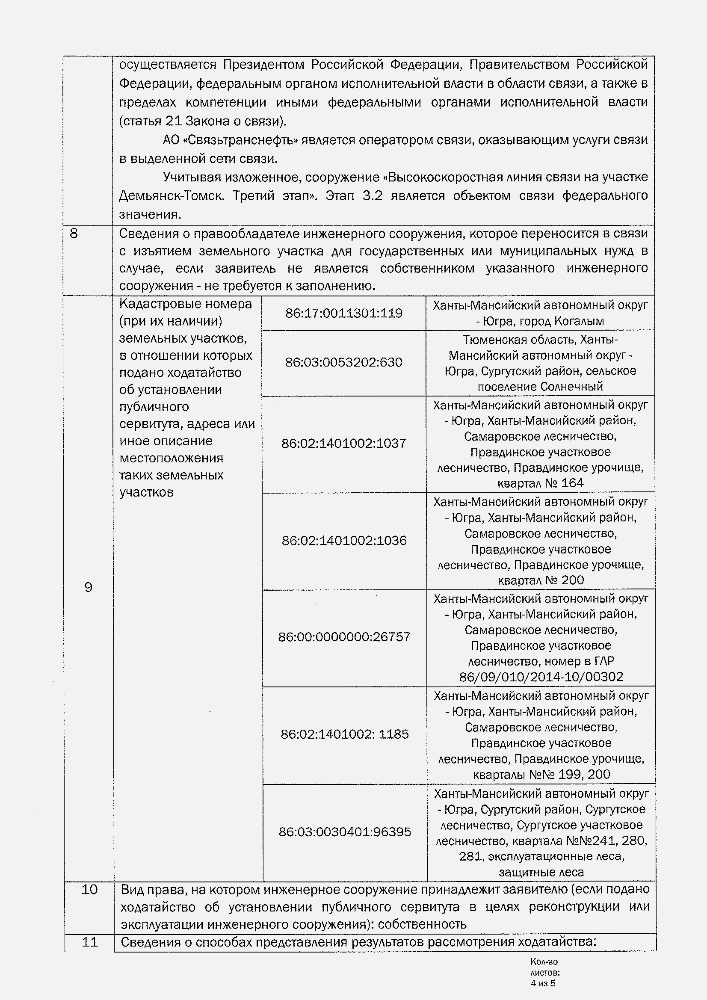 осуществляется Президентом Российской Федерации, Правительством Российской
Федерации, федеральным органом исполнительной власти в области связи, а также в
пределах компетенции иными федеральными органами исполнительной власти
(статья 21 Закона о связи).
АО «Связьтранснефть» является оператором связи, оказывающим услуги связи
в выделенной сети связи.
Учитывая изложенное, сооружение «Высокоскоростная линия связи на участке
Демьянск-Томск. Третий этап». Этап 3.2 является объектом связи федерального
значения.
8
Сведения о правообладателе инженерного сооружения, которое переносится в связи
с изъятием земельного участка для государственных или муниципальных нужд в
случае, если заявитель не является собственником указанного инженерного
сооружения - не требуется к заполнению.
9
Кадастровые номера
(при их наличии)
земельных участков,
в отношении которых
подано ходатайство
об установлении
публичного
сервитута, адреса или
иное описание
местоположения
таких земельных
участков
86:17:0011301:119
Ханты-Мансийский автономный округ
- Югра, город Когалым
86:03:0053202:630
Тюменская область, Ханты-
Мансийский автономный округ -
Югра, Сургутский район, сельское
поселение Солнечный
86:02:1401002:1037
Ханты-Мансийский автономный округ
- Югра, Ханты-Мансийский район,
Самаровское лесничество,
Правдинское участковое
лесничество, Правдинское урочище,
квартал № 164
86:02:1401002:1036
Ханты-Мансийский автономный округ
- Югра, Ханты-Мансийский район,
Самаровское лесничество,
Правдинское участковое
лесничество, Правдинское урочище,
квартал № 200
86:00:0000000:26757
Ханты-Мансийский автономный округ
- Югра, Ханты-Мансийский район,
Самаровское лесничество,
Правдинское участковое
лесничество, номер в ГЛР
86/09/010/2014-10/00302
86:02:1401002: 1185
Ханты-Мансийский автономный округ
- Югра, Ханты-Мансийский район,
Самаровское лесничество,
Правдинское участковое
лесничество, Правдинское урочище,
кварталы №№ 199, 200
86:03:0030401:96395
Ханты-Мансийский автономный округ
- Югра, Сургутский район, Сургутское
лесничество, Сургутское участковое
лесничество, квартала №№241, 280,
281, эксплуатационные леса,
защитные леса
10
Вид права, на котором инженерное сооружение принадлежит заявителю (если подано
ходатайство об установлении публичного сервитута в целях реконструкции или
эксплуатации инженерного сооружения): собственность
11
Сведения о способах представления результатов рассмотрения ходатайства:
Кол-во
листов:
4 из 5